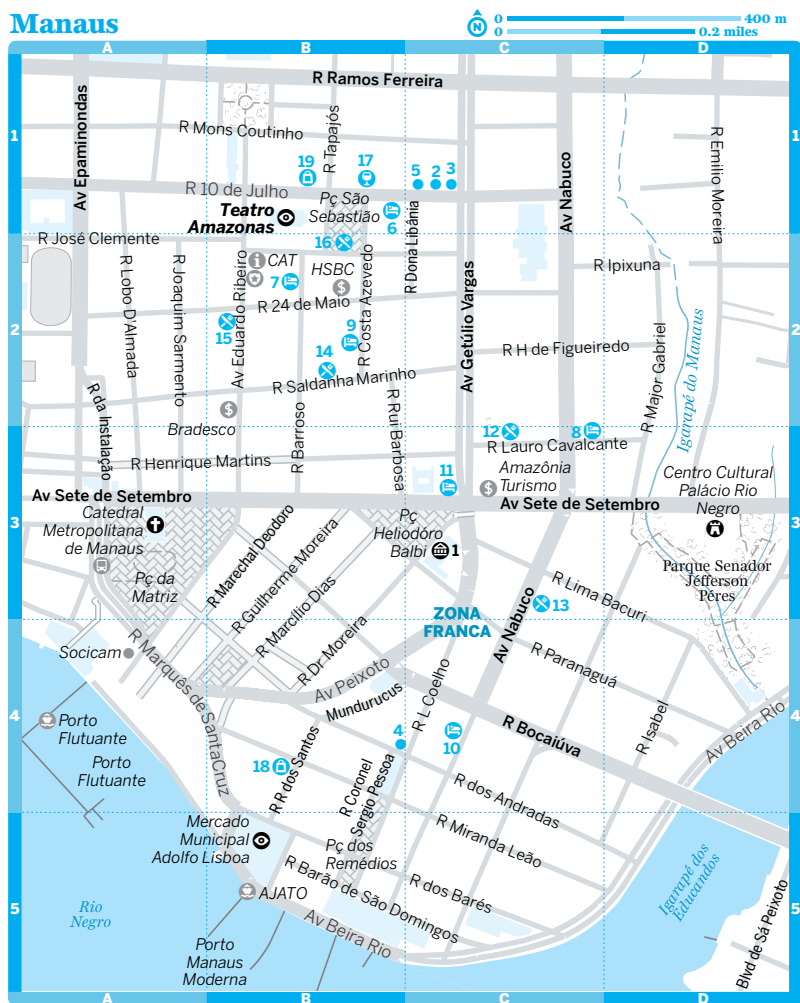 Manaus
N
0 400 m
0 0.2 miles
A
B
C
D
1
2
3
4
5
1
2
3
4
5
R Ramos Ferreira
Av Epaminondas
R Mons Coutinho
R Tapajós
Av Nabuco
R Emilio Moreira
19
17
5 2 3
R 10 de Julho
Teatro
Amazonas
Pç São
Sebastião
6
R Dona Libânia
R José Clemente
16
CAT
HSBC
7
R Lobo D'Almada
R Joaquim Sarmento
Av Eduardo Ribeiro
R Costa Azevedo
Av Getúlio Vargas
R Ipixuna
R 24 de Maio
15
9
14
R H de Figueiredo
R Major Gabriel
Igarapé do Manaus
R Saldanha Marinho
R da Instalação
Bradesco
R Barroso
R Rui Barbosa
12
8
R Lauro Cavalcante
R Henrique Martins
11
Amazônia
Turismo
Centro Cultural
Palácio Rio
Negro
Av Sete de Setembro
Av Sete de Setembro
Catedral
Metropolitana
de Manaus
Pç
Heliodóro
Balbi
1
Pç da
Matriz
R Marechal Deodoro
R Guilherme Moreira
R Marcílio Dias
R Dr Moreira
Parque Senador
Jéfferson
Péres
R Lima Bacuri
13
ZONA
FRANCA
Av Nabuco
Socicam
R Marquês de SantaCruz
Av Peixoto
R Paranaguá
Mundurucus
R L Coelho
Porto
Flutuante
Porto
Flutuante
4
10
R Bocaiúva
R Isabel
Av Beira Rio
18
R R dos Santos
R Coronel
Sergio Pessoa
R dos Andradas
Mercado
Municipal
Adolfo Lisboa
Pç dos
Remédios
R Miranda Leão
R Barão de São Domingos
R dos Barés
AJATO
Rio
Negro
Av Beira Rio
Igarapé dos
Educandos
Porto
Manaus
Moderna
Blvd de Sá Peixoto
A
B
C
D